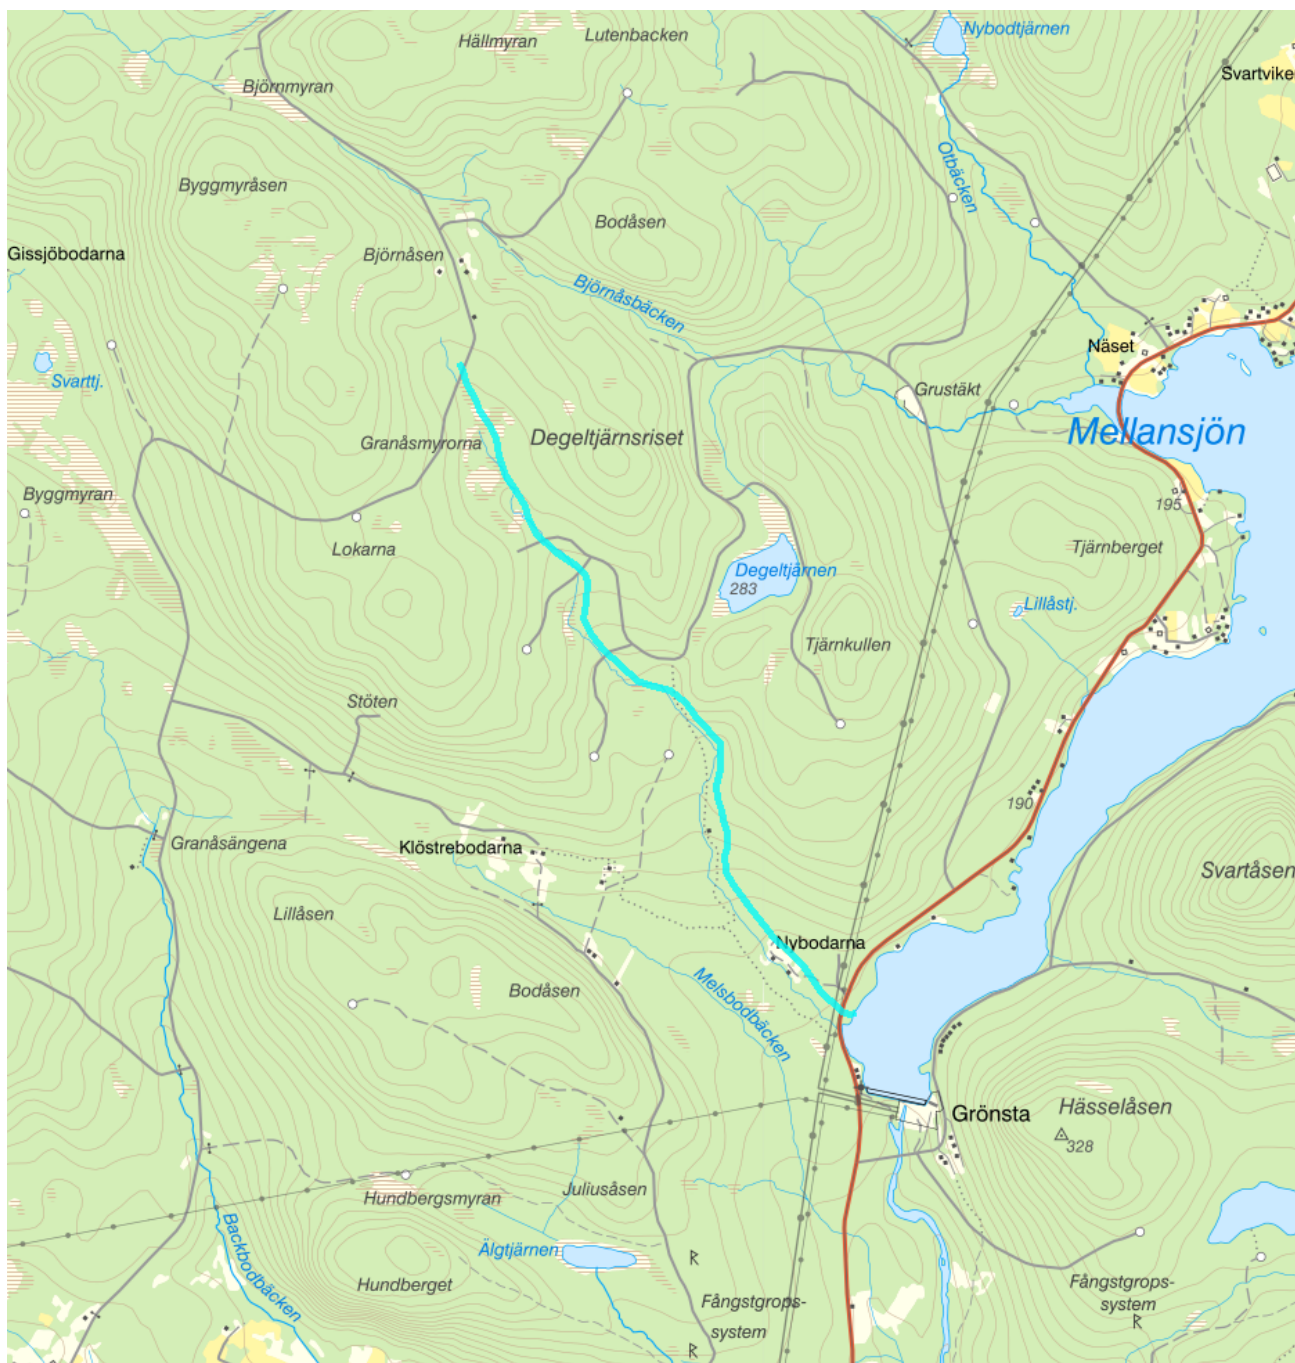 Hällmyran
Lutenbacken
Nybodtjärnen
Svartvike
Björnmyran
Otbäcken
Byggmyråsen
Bodåsen
Gissjöbodarna
Björnåsen
Björnåsbäcken
Näset
Svarttj.
Grustäkt
Granåsmyrorna
Degeltjärnsriset
Mellansjön
Byggmyran
195
Lokarna
Tjärnberget
Degeltjärnen
283
Lillåstj.
Tjärnkullen
Stöten
190
Granåsängena
Klöstrebodarna
Svartåsen
Lillåsen
Nybodarna
Bodåsen
Melsbodbäcken
Grönsta
Hässelåsen
328
Hundbergsmyran
Juliusåsen
Backbodbäcken
Älgtjärnen
Hundberget
Fångstgrops-
system
Fångstgrops-
system